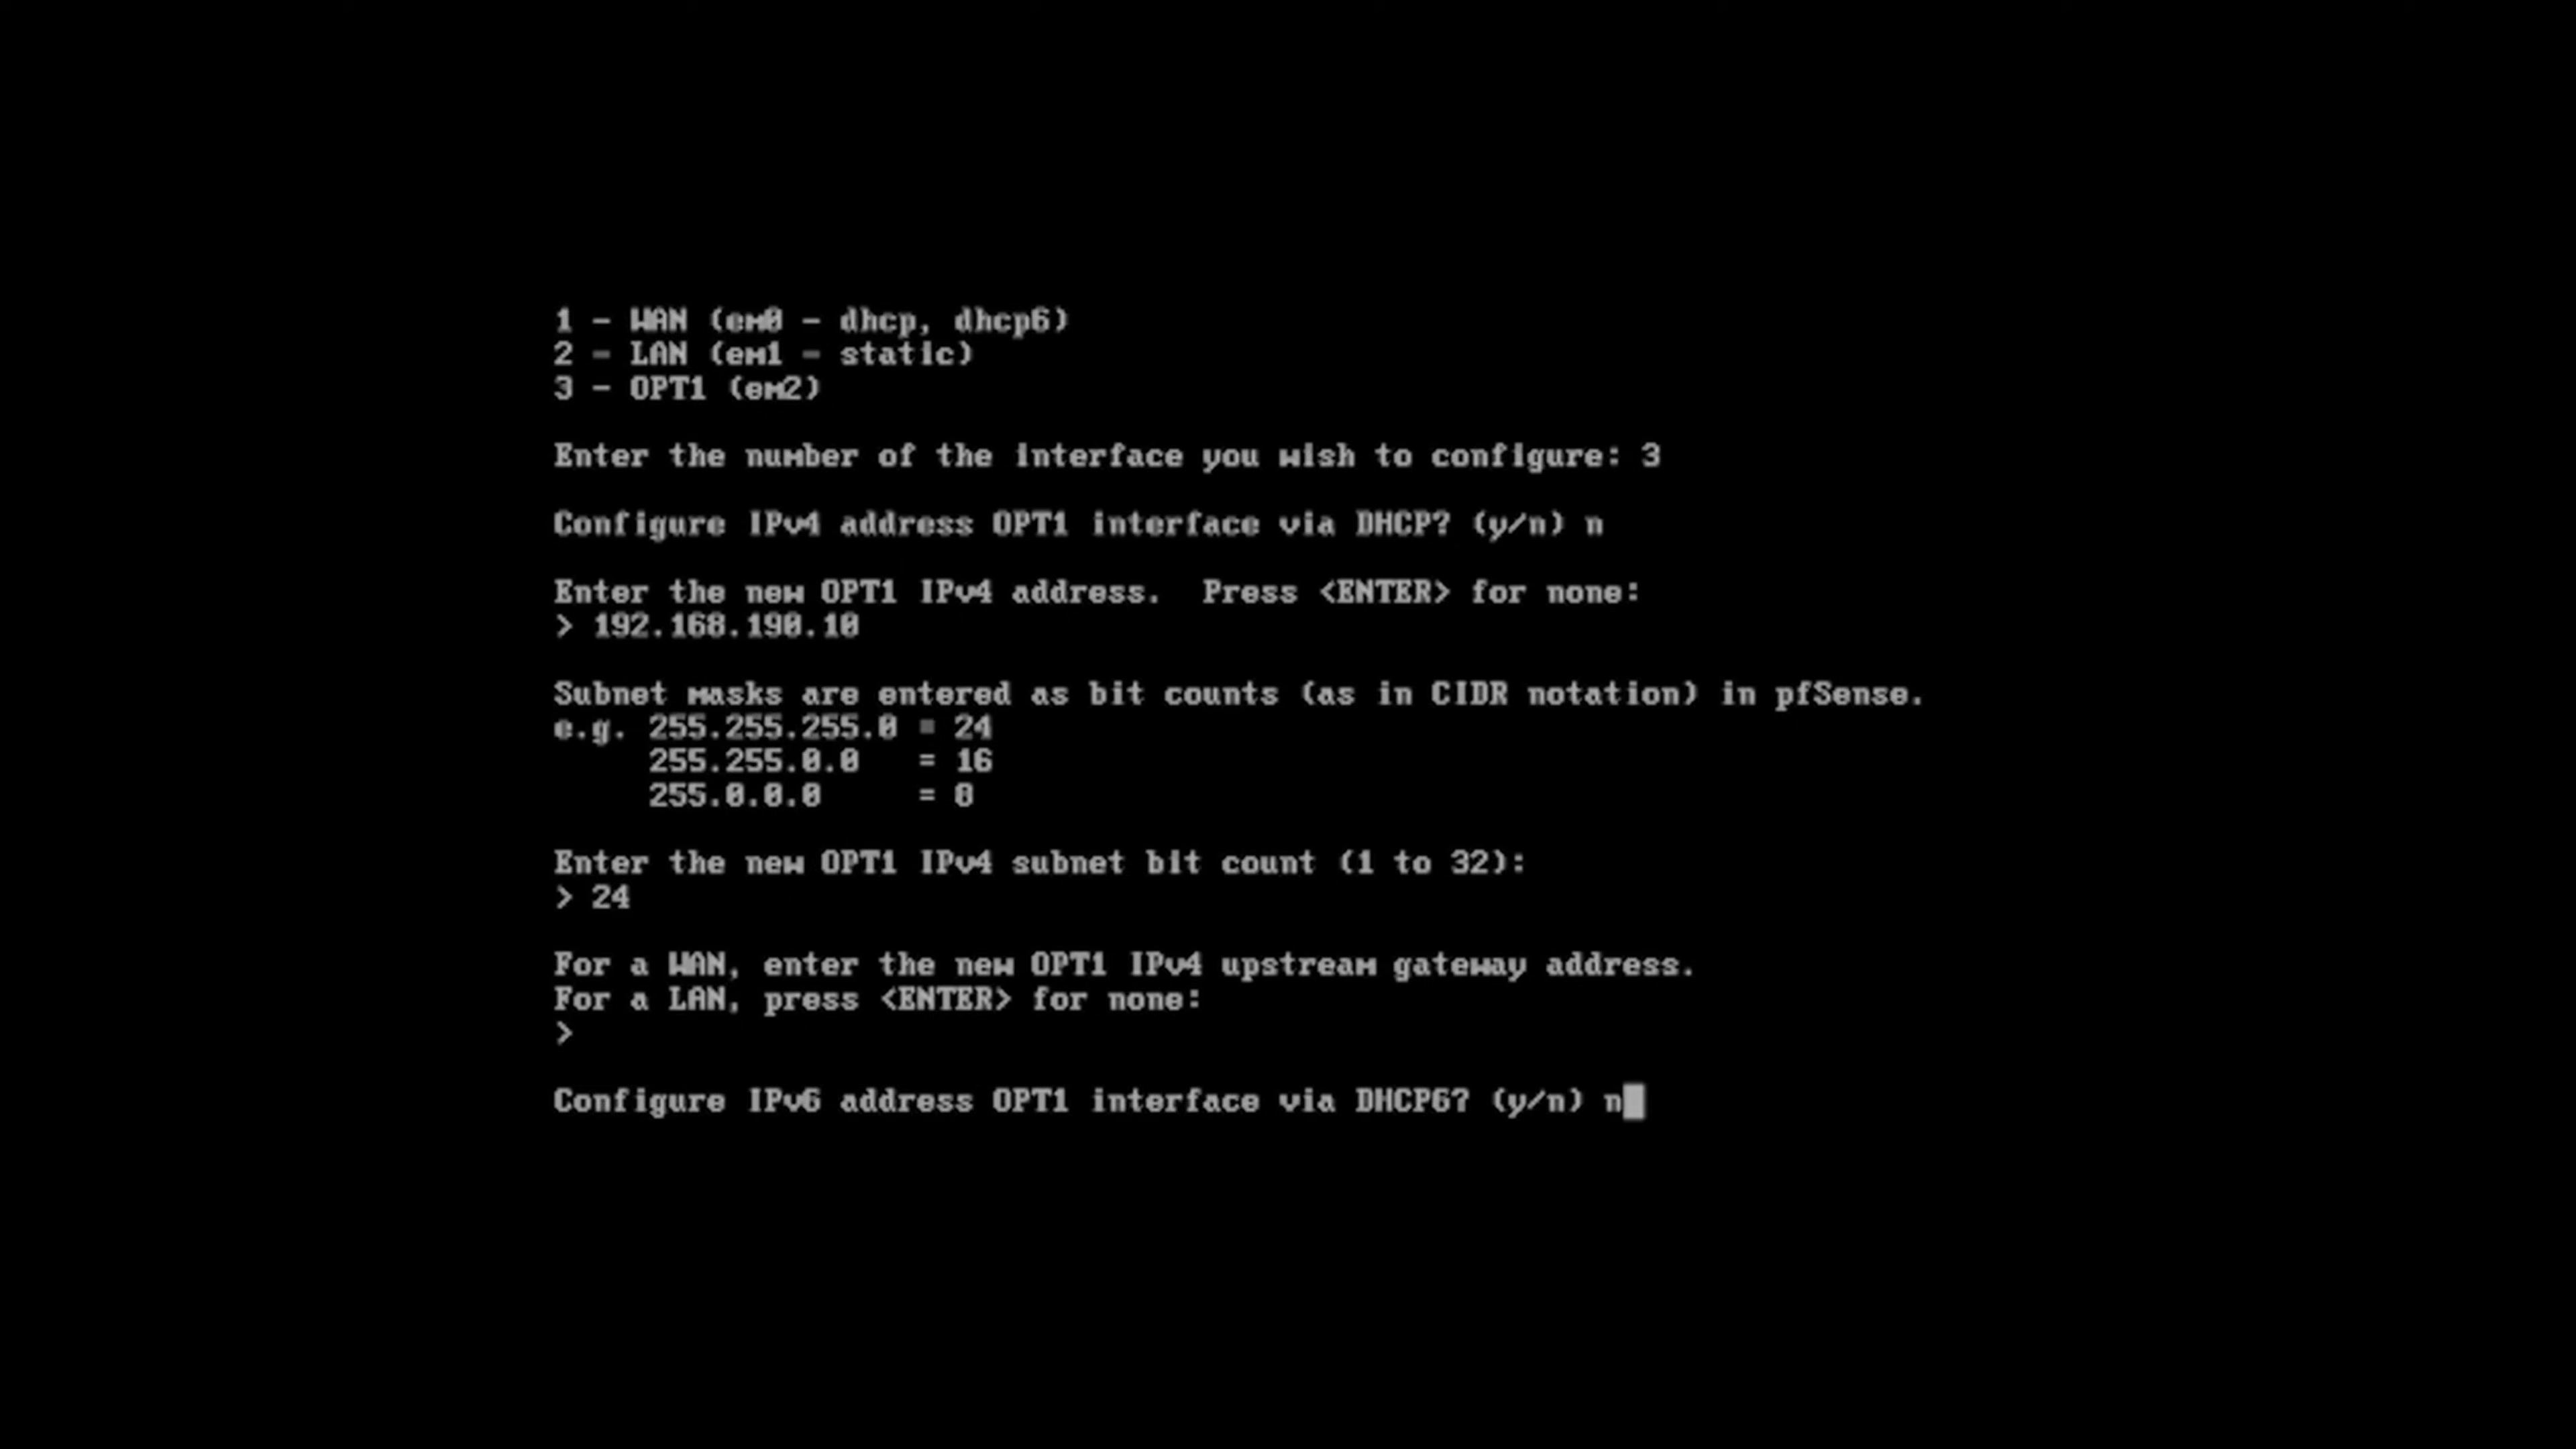 1 - WAN (em0 - dhcp, dhcp6)
2 - LAN (em1 - static)
3 - OPT1 (em2)
Enter the number of the interface you wish to configure: 3
Configure IPv4 address OPT1 interface via DHCP? (y/n) n
Enter the new OPT1 IPv4 address.  Press <ENTER> for none:
> 192.168.190.10
Subnet masks are entered as bit counts (as in CIDR notation) in pfSense.
e.g. 255.255.255.0 = 24
     255.255.0.0   = 16
     255.0.0.0     = 8
Enter the new OPT1 IPv4 subnet bit count (1 to 32):
> 24
For a WAN, enter the new OPT1 IPv4 upstream gateway address.
For a LAN, press <ENTER> for none:
>
Configure IPv6 address OPT1 interface via DHCP6? (y/n) n